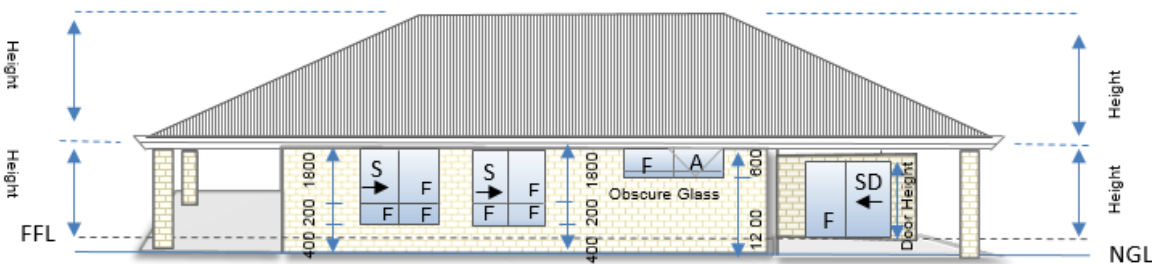 Height
Height
Height
Height
FFL
NGL
1800
200
400
S
F
F
F
S
F
F
F
1800
200
400
F
A
600
Obscure Glass
12 00
SD
F
Door Height